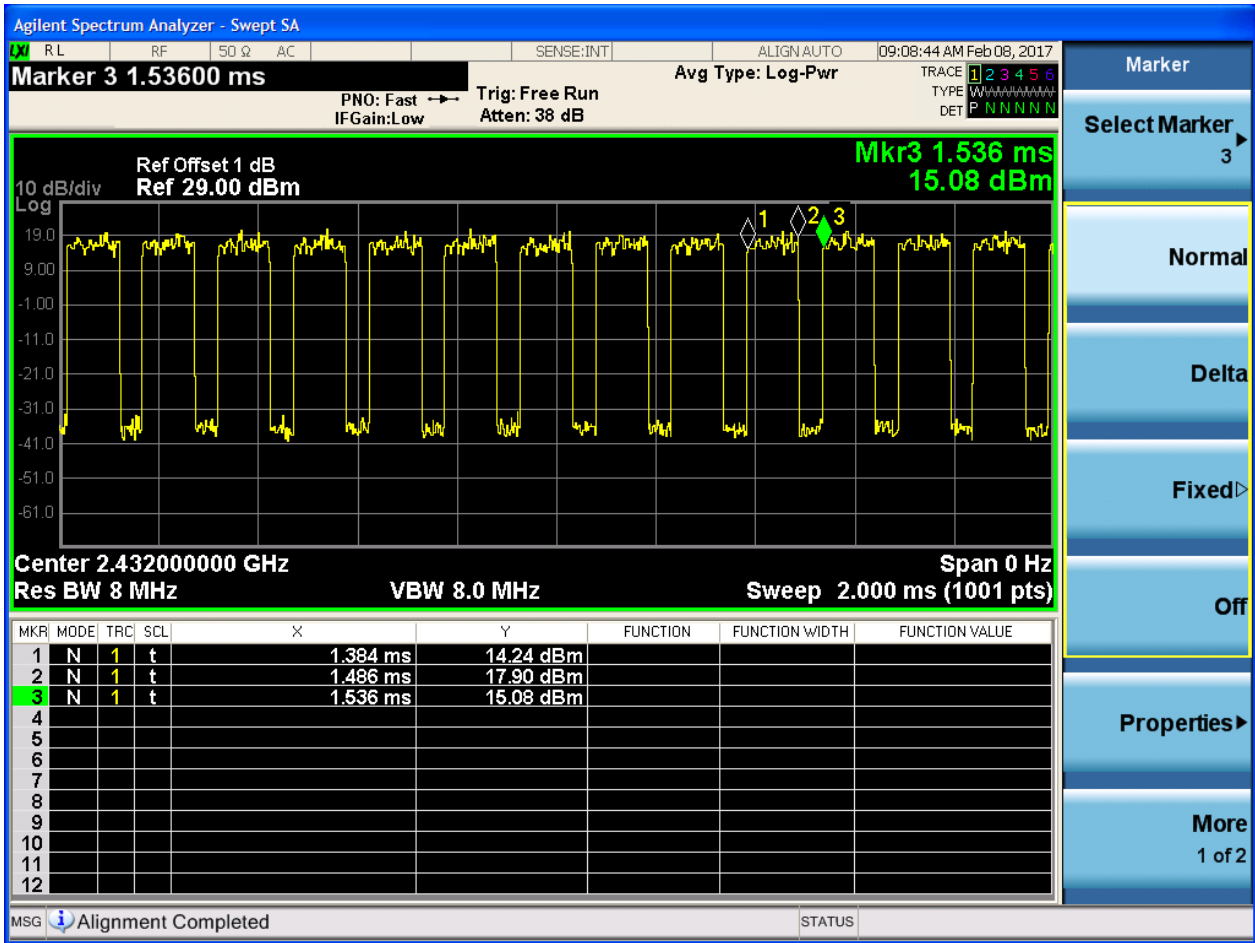 Agilent Spectrum Analyzer - Swept SA
LXI RL RF 50 Ω AC SENSE:INT ALIGN AUTO 09:08:44 AM Feb 08, 2017
Marker 3 1.53600 ms
PNO: Fast
IFGain:Low
Trig: Free Run
Atten: 38 dB
Avg Type: Log-Pwr
TRACE 1 2 3 4 5 6
TYPE
DET P N N N N N
Ref Offset 1 dB
10 dB/div Ref 29.00 dBm
Log
Mkr3 1.536 ms
15.08 dBm
1 2 3
19.0
9.00
-1.00
-11.0
-21.0
-31.0
-41.0
-51.0
-61.0
Center 2.432000000 GHz Span 0 Hz
Res BW 8 MHz VBW 8.0 MHz Sweep 2.000 ms (1001 pts)
MKR MODE TRC SCL X Y FUNCTION FUNCTION WIDTH FUNCTION VALUE
1 N 1 t 1.384 ms 14.24 dBm
2 N 1 t 1.486 ms 17.90 dBm
3 N 1 t 1.536 ms 15.08 dBm
4
5
6
7
8
9
10
11
12
MSG Alignment Completed STATUS
Marker
Select Marker
3
Normal
Delta
Fixed
Off
Properties
More
1 of 2